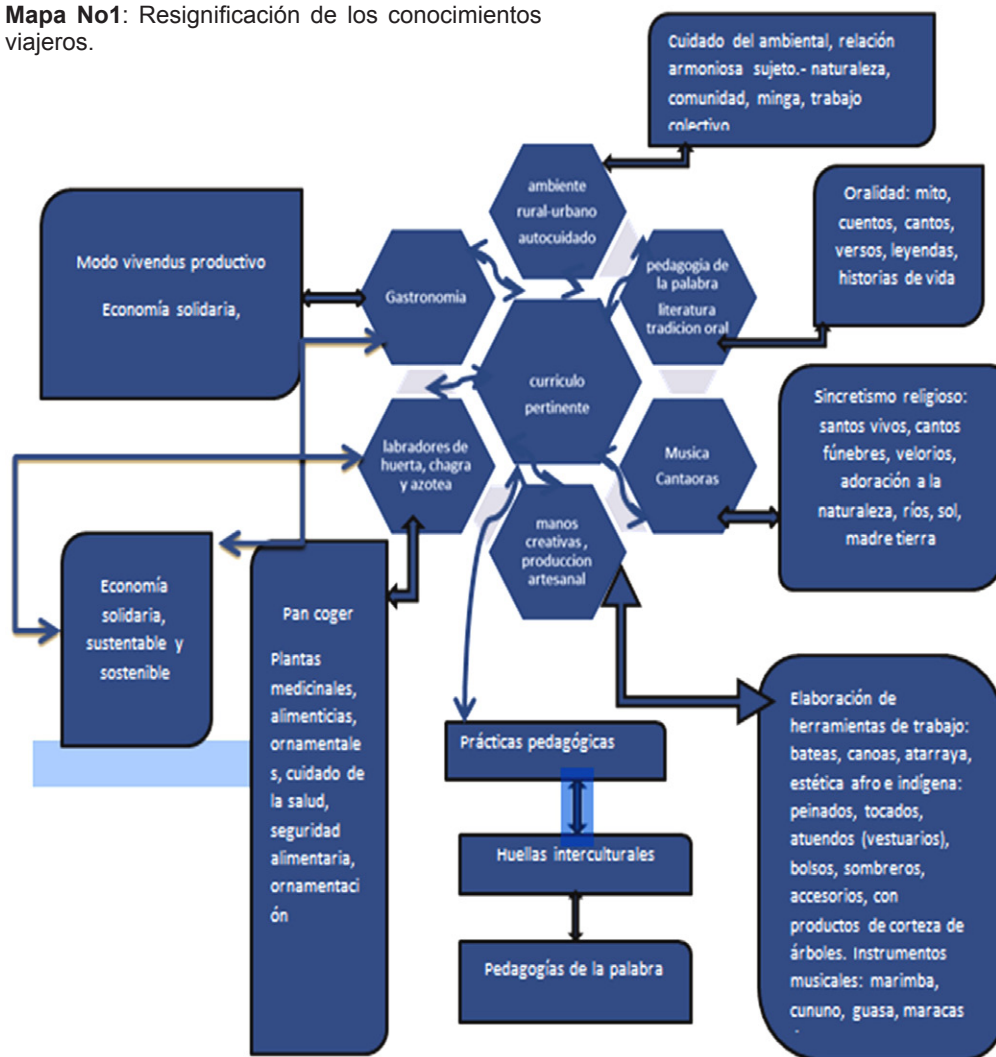 Mapa No1: Resignificación de los conocimientos
viajeros.
Cuidado del ambiental, relación
armoniosa sujeto.- naturaleza,
comunidad, minga, trabajo
colectivo
ambiente
rural-urbano
autocuidado
Oralidad: mito,
cuentos, cantos,
versos, leyendas,
historias de vida
Modo vivendus productivo
Economía solidaria,
Gastronomia
pedagogia de
la palabra
literatura
tradicion oral
curriculo
pertinente
Sincretismo religioso:
santos vivos, cantos
fúnebres, velorios,
adoración a la
naturaleza, ríos, sol,
madre tierra
labradores de
huerta, chagra
y azotea
Musica
Cantaoras
manos
creativas ,
produccion
artesanal
Economía
solidaria,
sustentable y
sostenible
Pan coger
Plantas
medicinales,
alimenticias,
ornamentale
s, cuidado de
la salud,
seguridad
alimentaria,
ornamentaci
ón
Prácticas pedagógicas
Huellas interculturales
Pedagogías de la palabra
Elaboración de
herramientas de trabajo:
bateas, canoas, atarraya,
estética afro e indígena:
peinados, tocados,
atuendos (vestuarios),
bolsos, sombreros,
accesorios, con
productos de corteza de
árboles. Instrumentos
musicales: marimba,
cununo, guasa, maracas